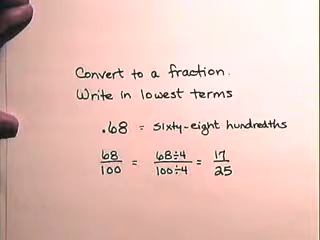 Convert to a fraction.
Write in lowest terms
.68 = sixty-eight hundredths
68/100 = 68÷4/100÷4 = 17/25